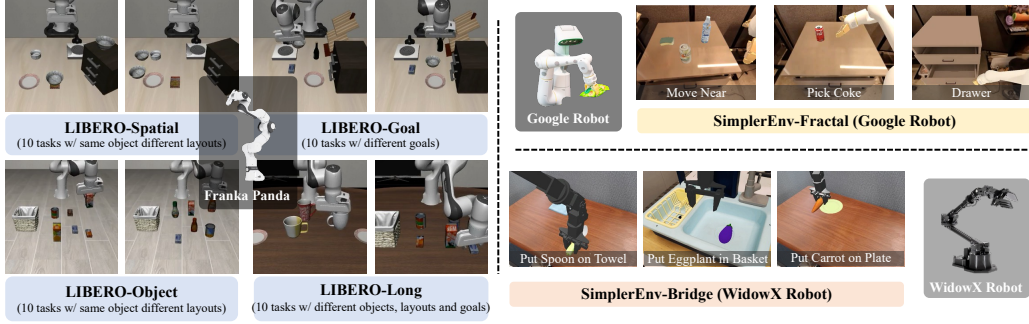 LIBERO-Spatial
(10 tasks w/ same object different layouts)
LIBERO-Goal
(10 tasks w/ different goals)
Franka Panda
LIBERO-Object
(10 tasks w/ same object different layouts)
LIBERO-Long
(10 tasks w/ different objects, layouts and goals)
Google Robot
Move Near
Pick Coke
Drawer
SimplerEnv-Fractal (Google Robot)
Put Spoon on Towel
Put Eggplant in Basket
Put Carrot on Plate
SimplerEnv-Bridge (WidowX Robot)
WidowX Robot